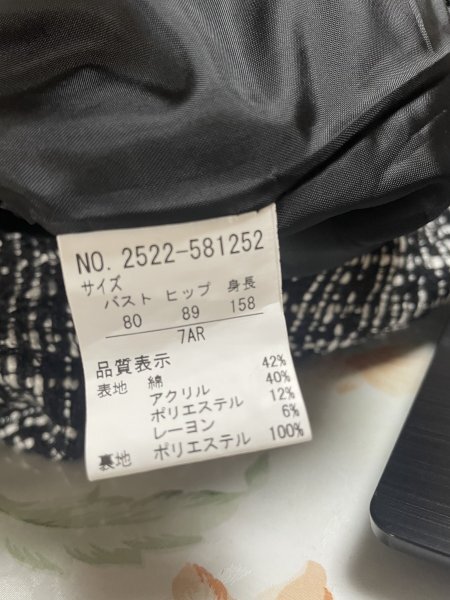 NO. 2522-581252
サイズ
バスト ヒップ 身長
80 89 158
7AR
品質表示
表地 綿 42%
アクリル 40%
ポリエステル 12%
レーヨン 6%
裏地 ポリエステル 100%